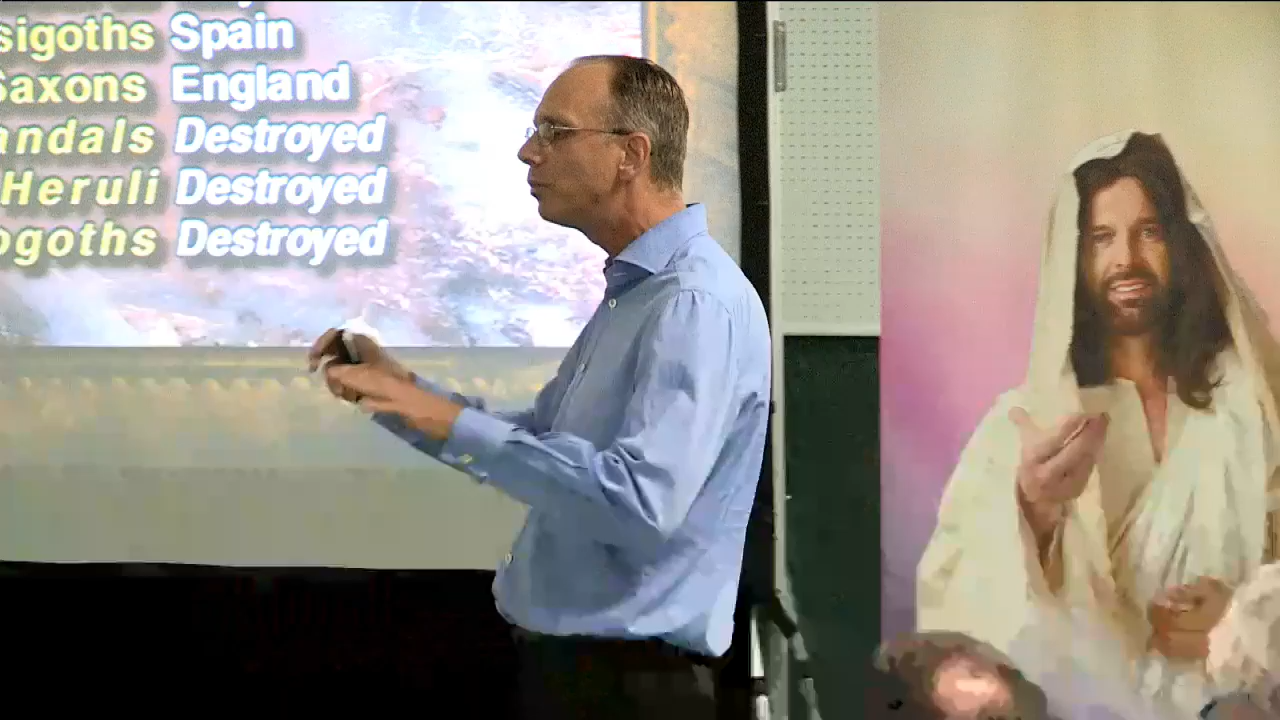 sigoths Spain
Saxons England
andals Destroyed
Heruli Destroyed
ogoths Destroyed